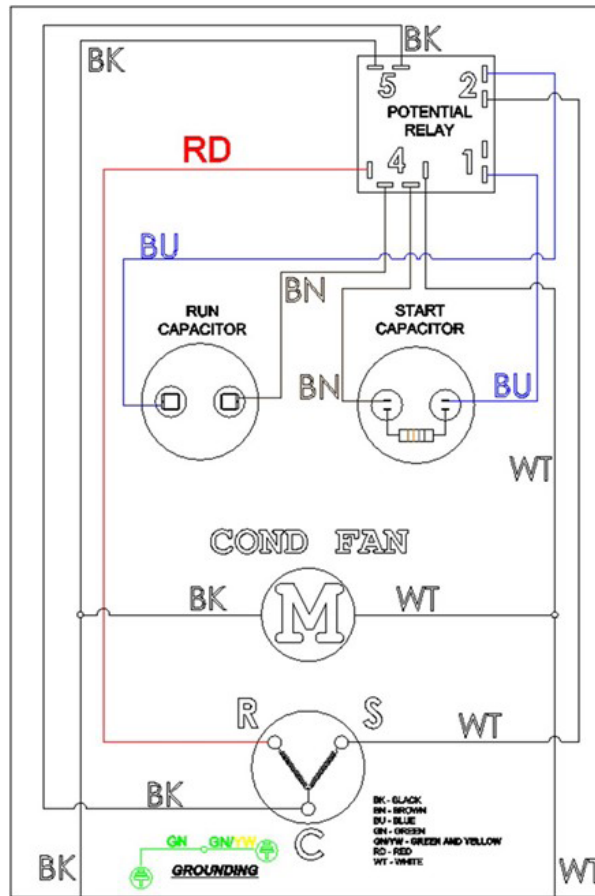 BK
BK
5
2
POTENTIAL
RELAY
RD
4
1
BU
BN
RUN
CAPACITOR
START
CAPACITOR
BN
BU
WT
COND FAN
BK
M
WT
R
S
WT
BK
C
BK - BLACK
BN - BROWN
BU - BLUE
GN - GREEN
GN/YW - GREEN AND YELLOW
RD - RED
WT - WHITE
GN
GN/YW
GROUNDING
BK
WT